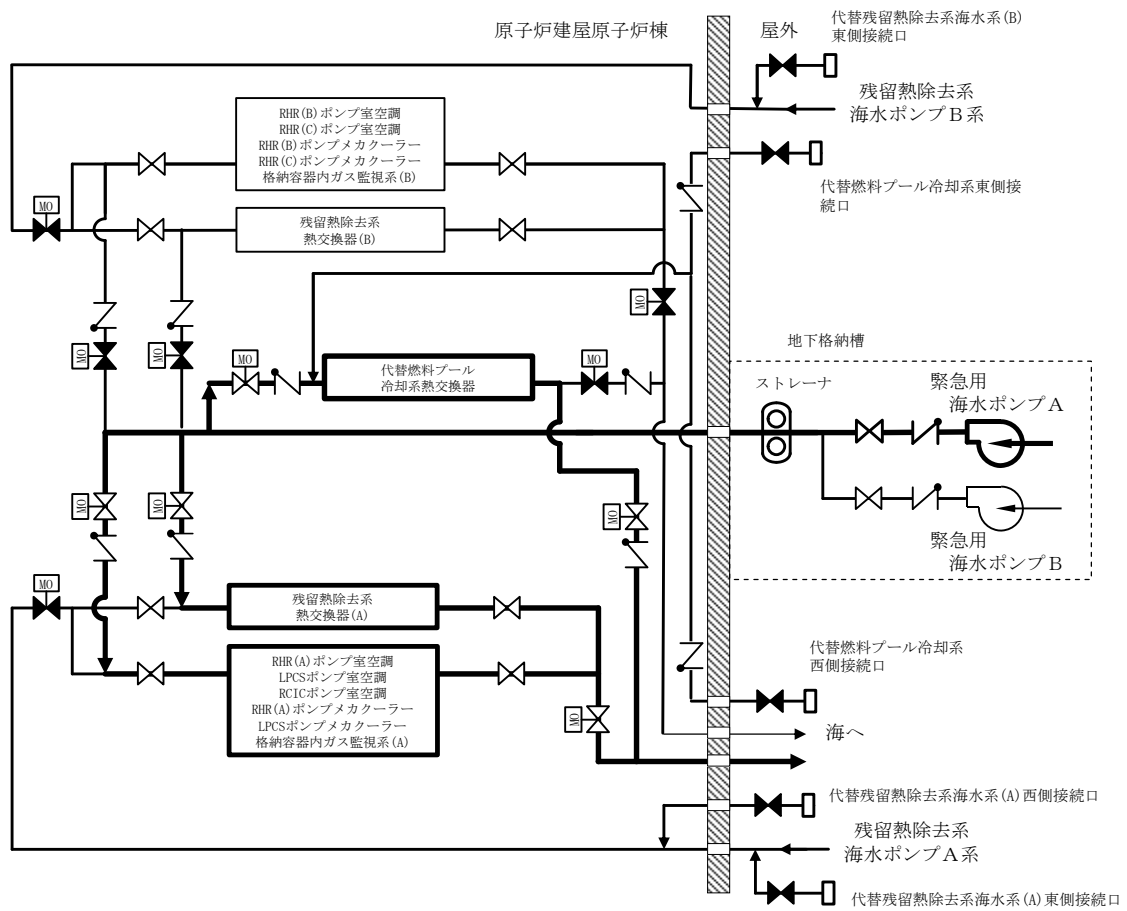 原子炉建屋原子炉棟
屋外
代替残留熱除去系海水系(B)
東側接続口
残留熱除去系
海水ポンプB系
RHR(B)ポンプ室空調
RHR(C)ポンプ室空調
RHR(B)ポンプメカクーラー
RHR(C)ポンプメカクーラー
格納容器内ガス監視系(B)
代替燃料プール冷却系東側接
続口
MO
残留熱除去系
熱交換器(B)
MO
地下格納槽
MO
MO
MO
代替燃料プール
冷却系熱交換器
MO
ストレーナ
緊急用
海水ポンプA
MO
MO
MO
緊急用
海水ポンプB
MO
残留熱除去系
熱交換器(A)
RHR(A)ポンプ室空調
LPCSポンプ室空調
RCICポンプ室空調
RHR(A)ポンプメカクーラー
LPCSポンプメカクーラー
格納容器内ガス監視系(A)
MO
代替燃料プール冷却系
西側接続口
海へ
代替残留熱除去系海水系(A)西側接続口
残留熱除去系
海水ポンプA系
代替残留熱除去系海水系(A)東側接続口